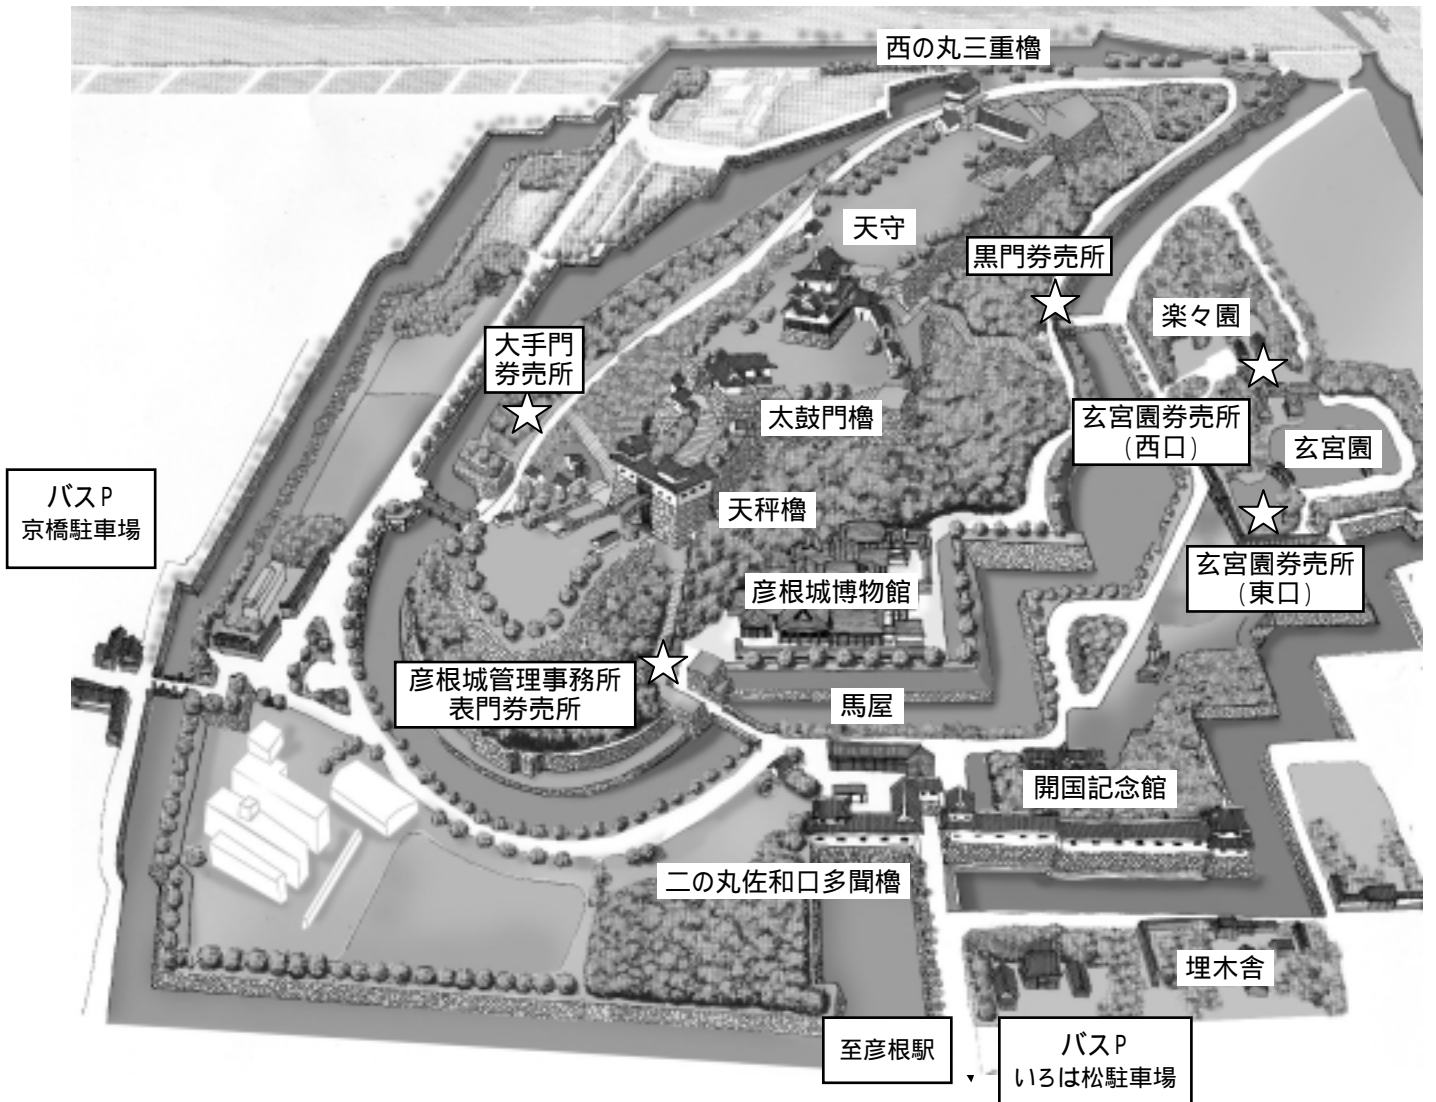 西の丸三重櫓
天守
黒門券売所
楽々園
大手門
券売所
太鼓門櫓
玄宮園券売所
(西口)
玄宮園
バスP
京橋駐車場
天秤櫓
玄宮園券売所
(東口)
彦根城博物館
彦根城管理事務所
表門券売所
馬屋
開国記念館
二の丸佐和口多聞櫓
埋木舎
至彦根駅
バスP
いろは松駐車場